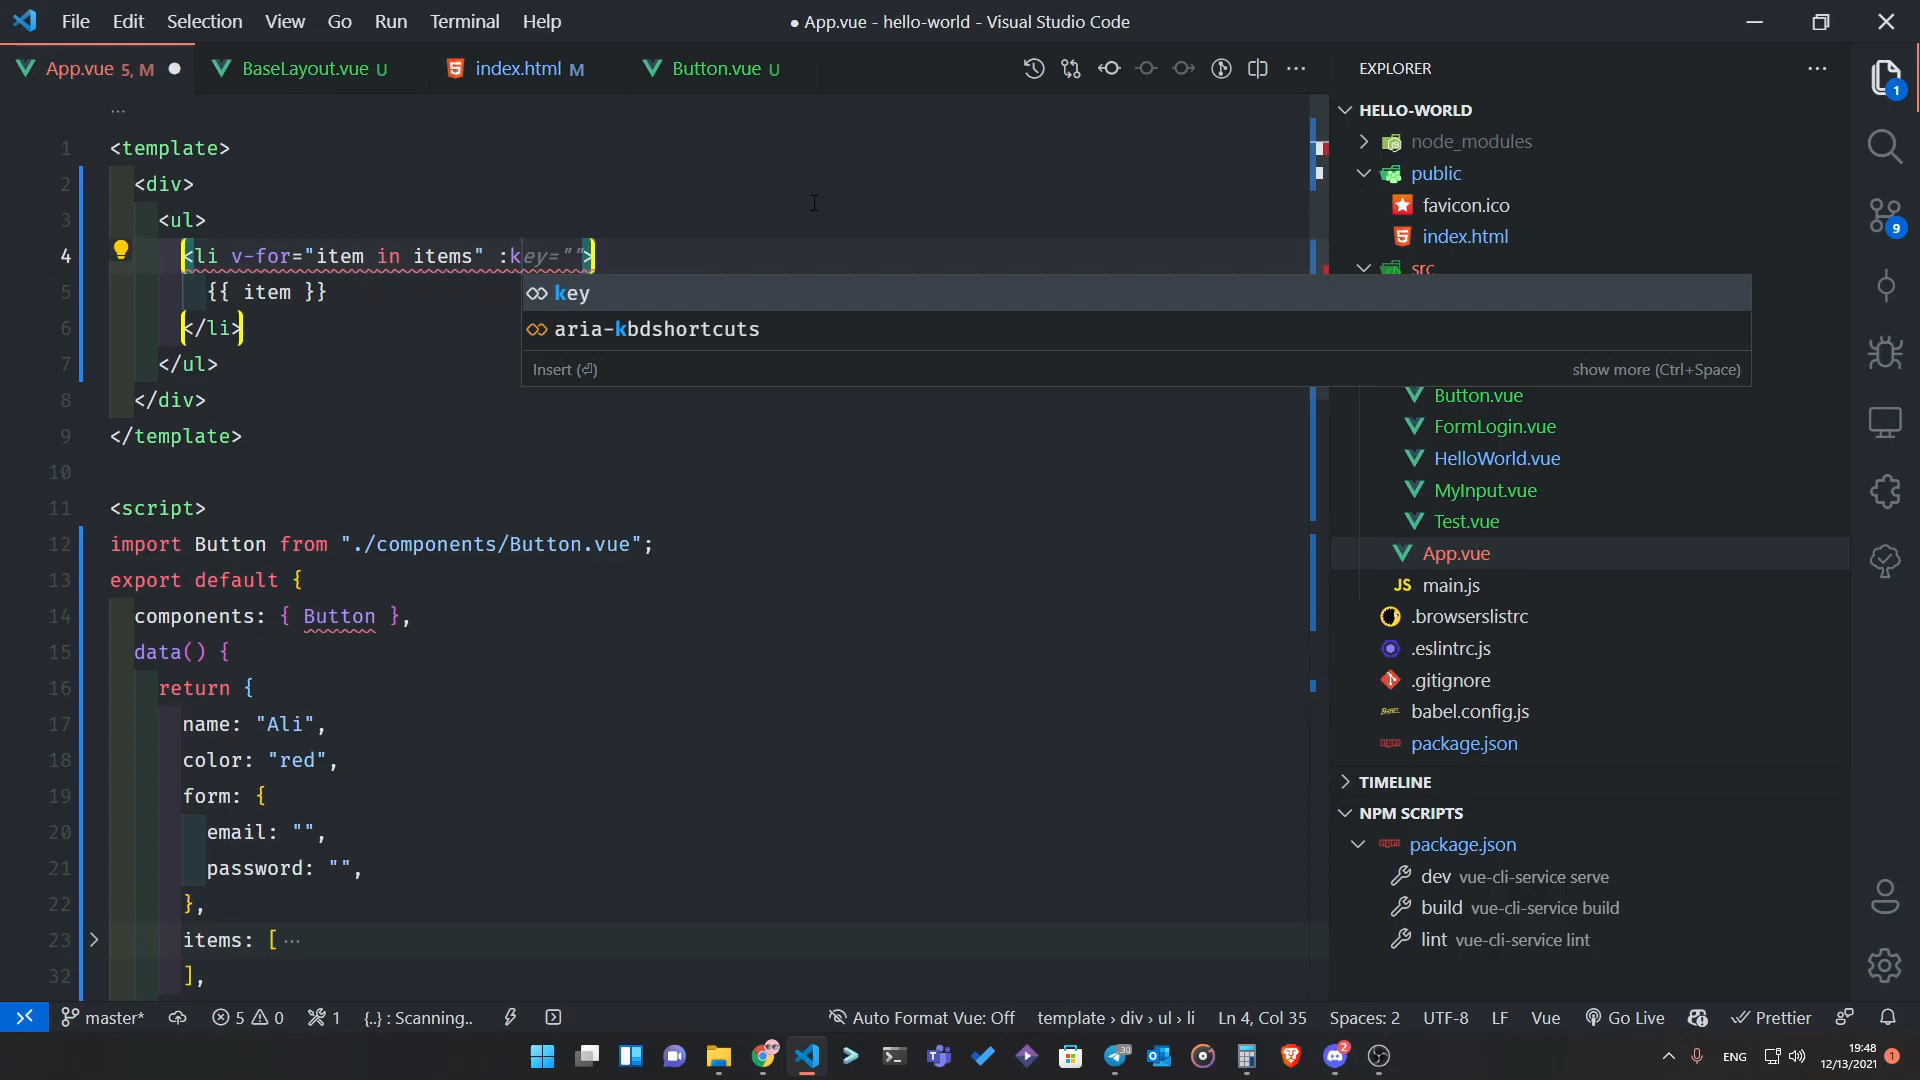 File Edit Selection View Go Run Terminal Help
● App.vue - hello-world - Visual Studio Code
App.vue 5, M ●
BaseLayout.vue U
index.html M
Button.vue U
...
1 <template>
2 <div>
3 <ul>
4 <li v-for="item in items" :key="">
key
aria-kbdshortcuts
Insert (⏎)
show more (Ctrl+Space)
5 {{ item }}
6 </li>
7 </ul>
8 </div>
9 </template>
10
11 <script>
12 import Button from "./components/Button.vue";
13 export default {
14 components: { Button },
15 data() {
16 return {
17 name: "Ali",
18 color: "red",
19 form: {
20 email: "",
21 password: "",
22 },
23 items: [ ...
32 ],
EXPLORER
HELLO-WORLD
node_modules
public
favicon.ico
index.html
src
Button.vue
FormLogin.vue
HelloWorld.vue
MyInput.vue
Test.vue
App.vue
JS main.js
.browserslistrc
.eslintrc.js
.gitignore
babel.config.js
package.json
TIMELINE
NPM SCRIPTS
package.json
dev vue-cli-service serve
build vue-cli-service build
lint vue-cli-service lint
1
9
master* 5 0 1 {..} : Scanning..
Auto Format Vue: Off
template › div › ul › li
Ln 4, Col 35
Spaces: 2
UTF-8
LF
Vue
Go Live
Prettier
30
2
ENG
19:48
12/13/2021
1